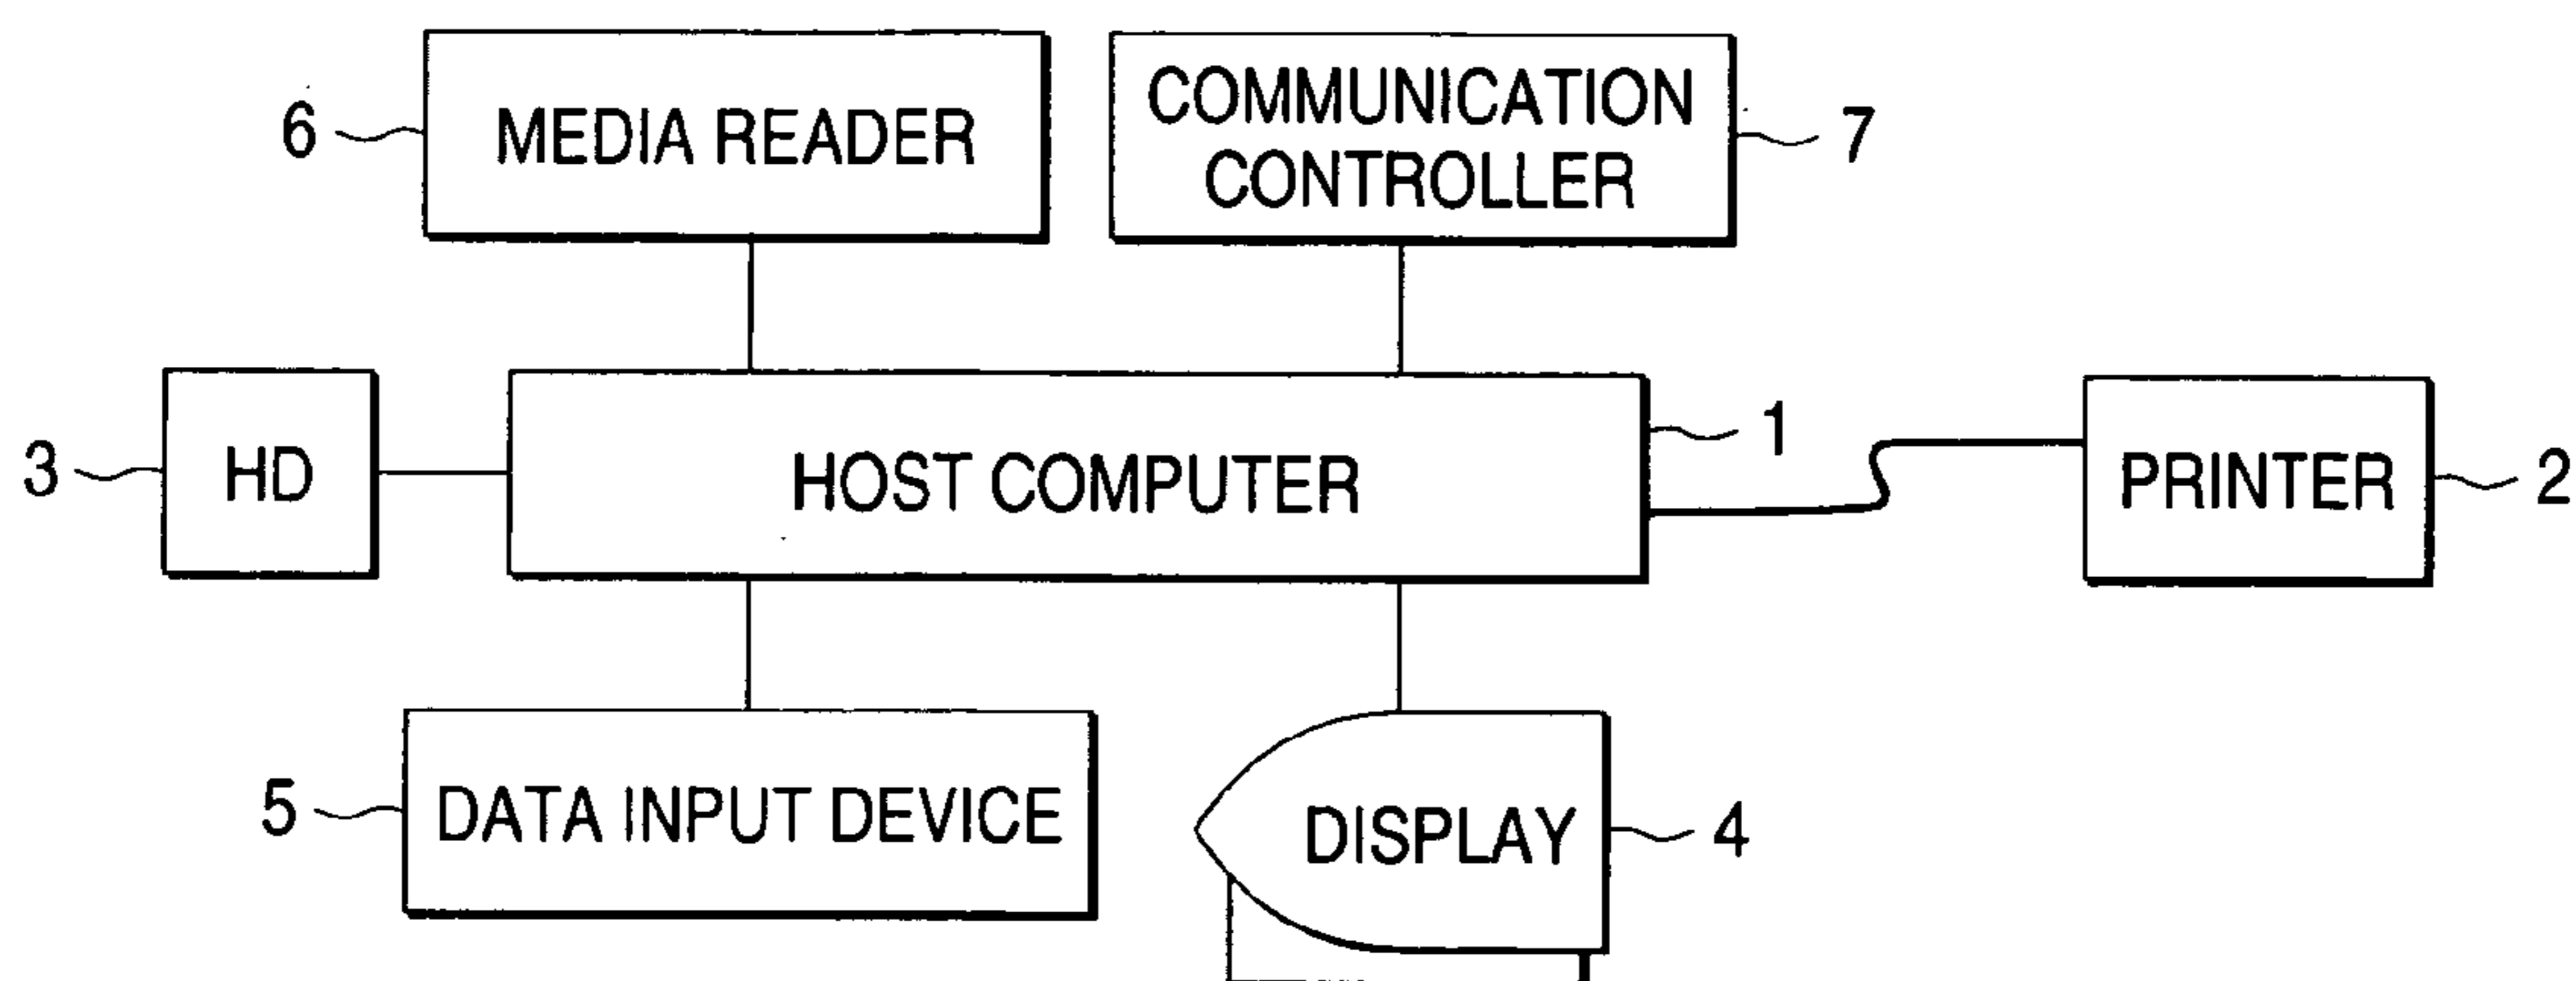 6 MEDIA READER
COMMUNICATION
CONTROLLER
7
3 HD
HOST COMPUTER
1
PRINTER 2
5 DATA INPUT DEVICE
DISPLAY 4